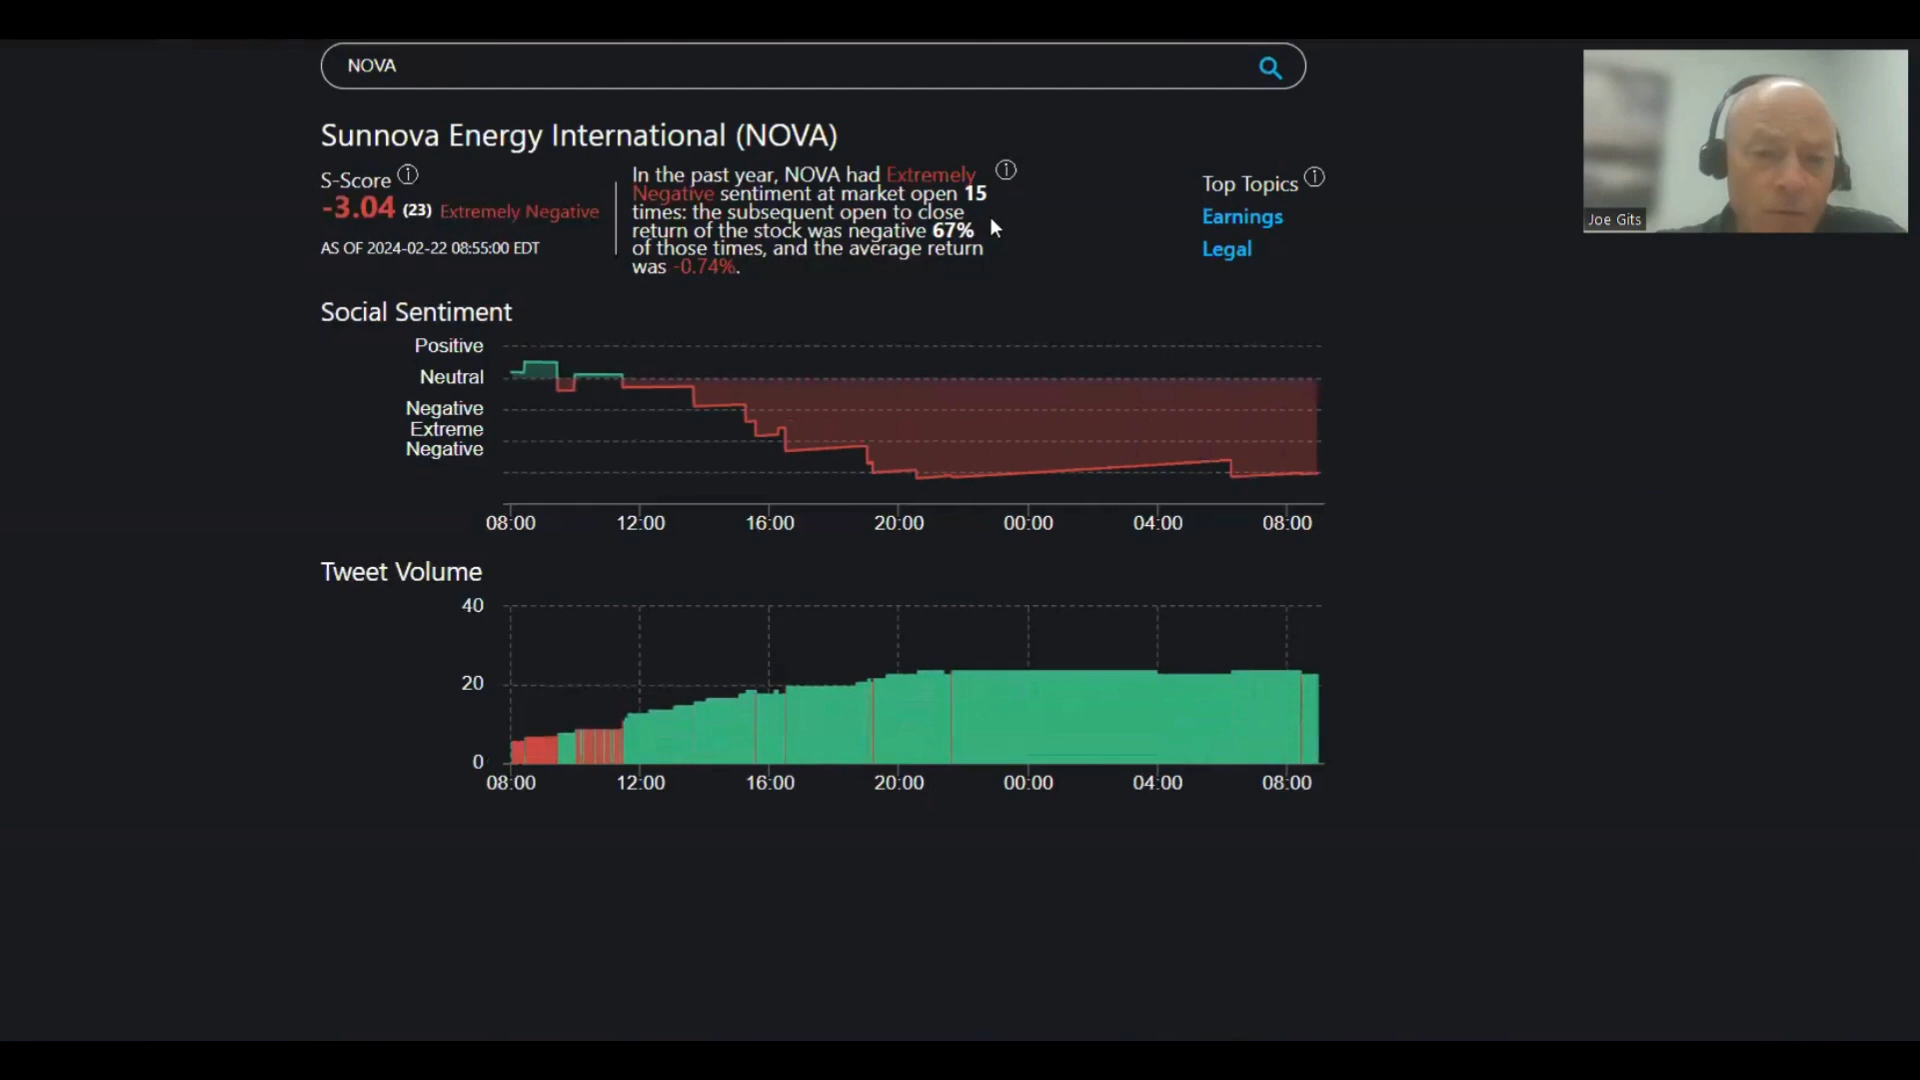 NOVA
Sunnova Energy International (NOVA)
S-Score
-3.04 (23) Extremely Negative
AS OF 2024-02-22 08:55:00 EDT
In the past year, NOVA had Extremely
Negative sentiment at market open 15
times: the subsequent open to close
return of the stock was negative 67%
of those times, and the average return
was -0.74%.
Top Topics
Earnings
Legal
Joe Gits
Social Sentiment
Positive
Neutral
Negative
Extreme
Negative
08:00 12:00 16:00 20:00 00:00 04:00 08:00
Tweet Volume
40
20
0
08:00 12:00 16:00 20:00 00:00 04:00 08:00